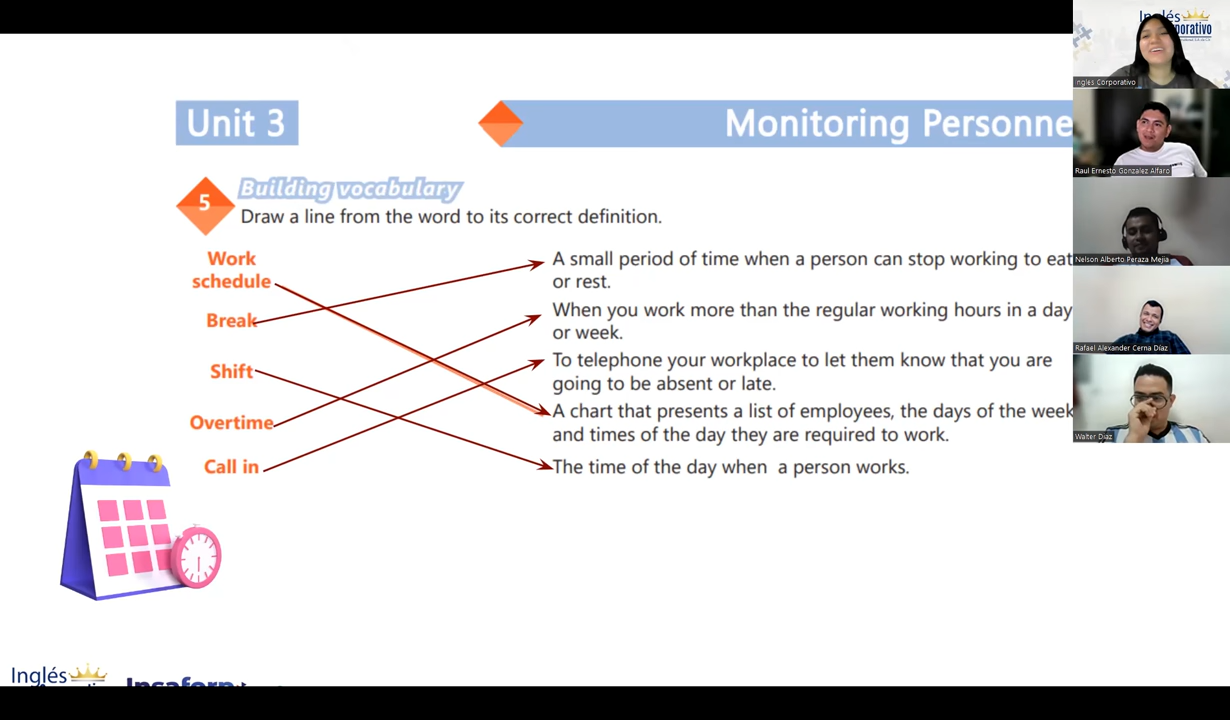 Unit 3
Monitoring Personne
5
Building vocabulary
Draw a line from the word to its correct definition.
Work
schedule
Break
Shift
Overtime
Call in
A small period of time when a person can stop working to eat
or rest.
When you work more than the regular working hours in a day
or week.
To telephone your workplace to let them know that you are
going to be absent or late.
A chart that presents a list of employees, the days of the week
and times of the day they are required to work.
The time of the day when a person works.
Inglés
Insaforp
Inglés
orporativo
Ingles Corporativo
Raul Ernesto Gonzalez Alfaro
Nelson Alberto Peraza Mejia
Rafael Alexander Cerna Díaz
Walter Diaz